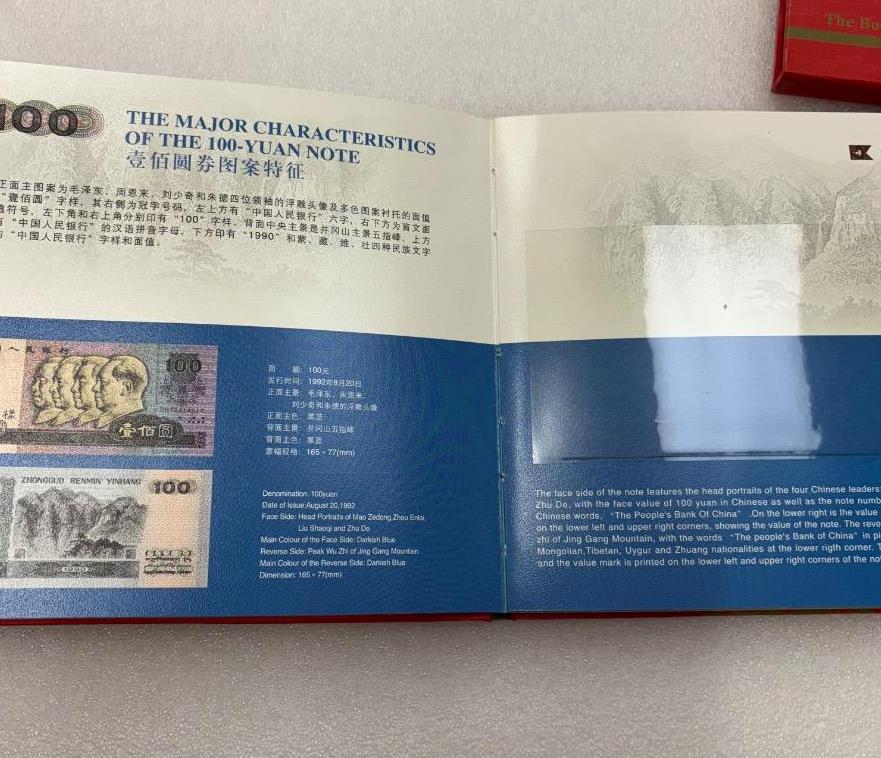 The Bo
100
THE MAJOR CHARACTERISTICS
OF THE 100-YUAN NOTE
壹佰圆券图案特征
正面主图案为毛泽东、周恩来、刘少奇和朱德四位领袖的浮雕头像及多色图案衬托的面值
“壹佰圆”字样，其右侧为冠字号码，左上方有“中国人民银行”六字，右下方为盲文面
值符号，左下角和右上角分别印有“100”字样。背面中央主景是井冈山主景五指峰，上方
“中国人民银行”的汉语拼音字母，下方印有“1990”和蒙、藏、维、壮四种民族文字
“中国人民银行”字样和面值。
人民银行
100
樣
壹佰圆
面 额：100元
发行时间：1992年8月20日
正面主景：毛泽东、周恩来、
刘少奇和朱德的浮雕头像
正面主色：黑蓝
背面主景：井冈山五指峰
背面主色：黑蓝
票幅规格：165×77(mm)
ZHONGGUO RENMIN YINHANG 100
1990
Denomination: 100yuan
Date of Issue:August 20,1992
Face Side: Head Portraits of Mao Zedong,Zhou Enlai,
Liu Shaoqi and Zhu De
Main Colour of the Face Side: Darkish Blue
Reverse Side: Peak Wu Zhi of Jing Gang Mountain
Main Colour of the Reverse Side: Darkish Blue
Dimension: 165×77(mm)
The face side of the note features the head portraits of the four Chinese leaders
Zhu De, with the face value of 100 yuan in Chinese as well as the note numb
Chinese words, “The People's Bank Of China” .On the lower right is the value
on the lower left and upper right corners, showing the value of the note. The reve
zhi of Jing Gang Mountain, with the words “The people's Bank of China” in pi
Mongolian,Tibetan, Uygur and Zhuang nationalities at the lower rigth corner. T
and the value mark is printed on the lower left and upper right corners of the no